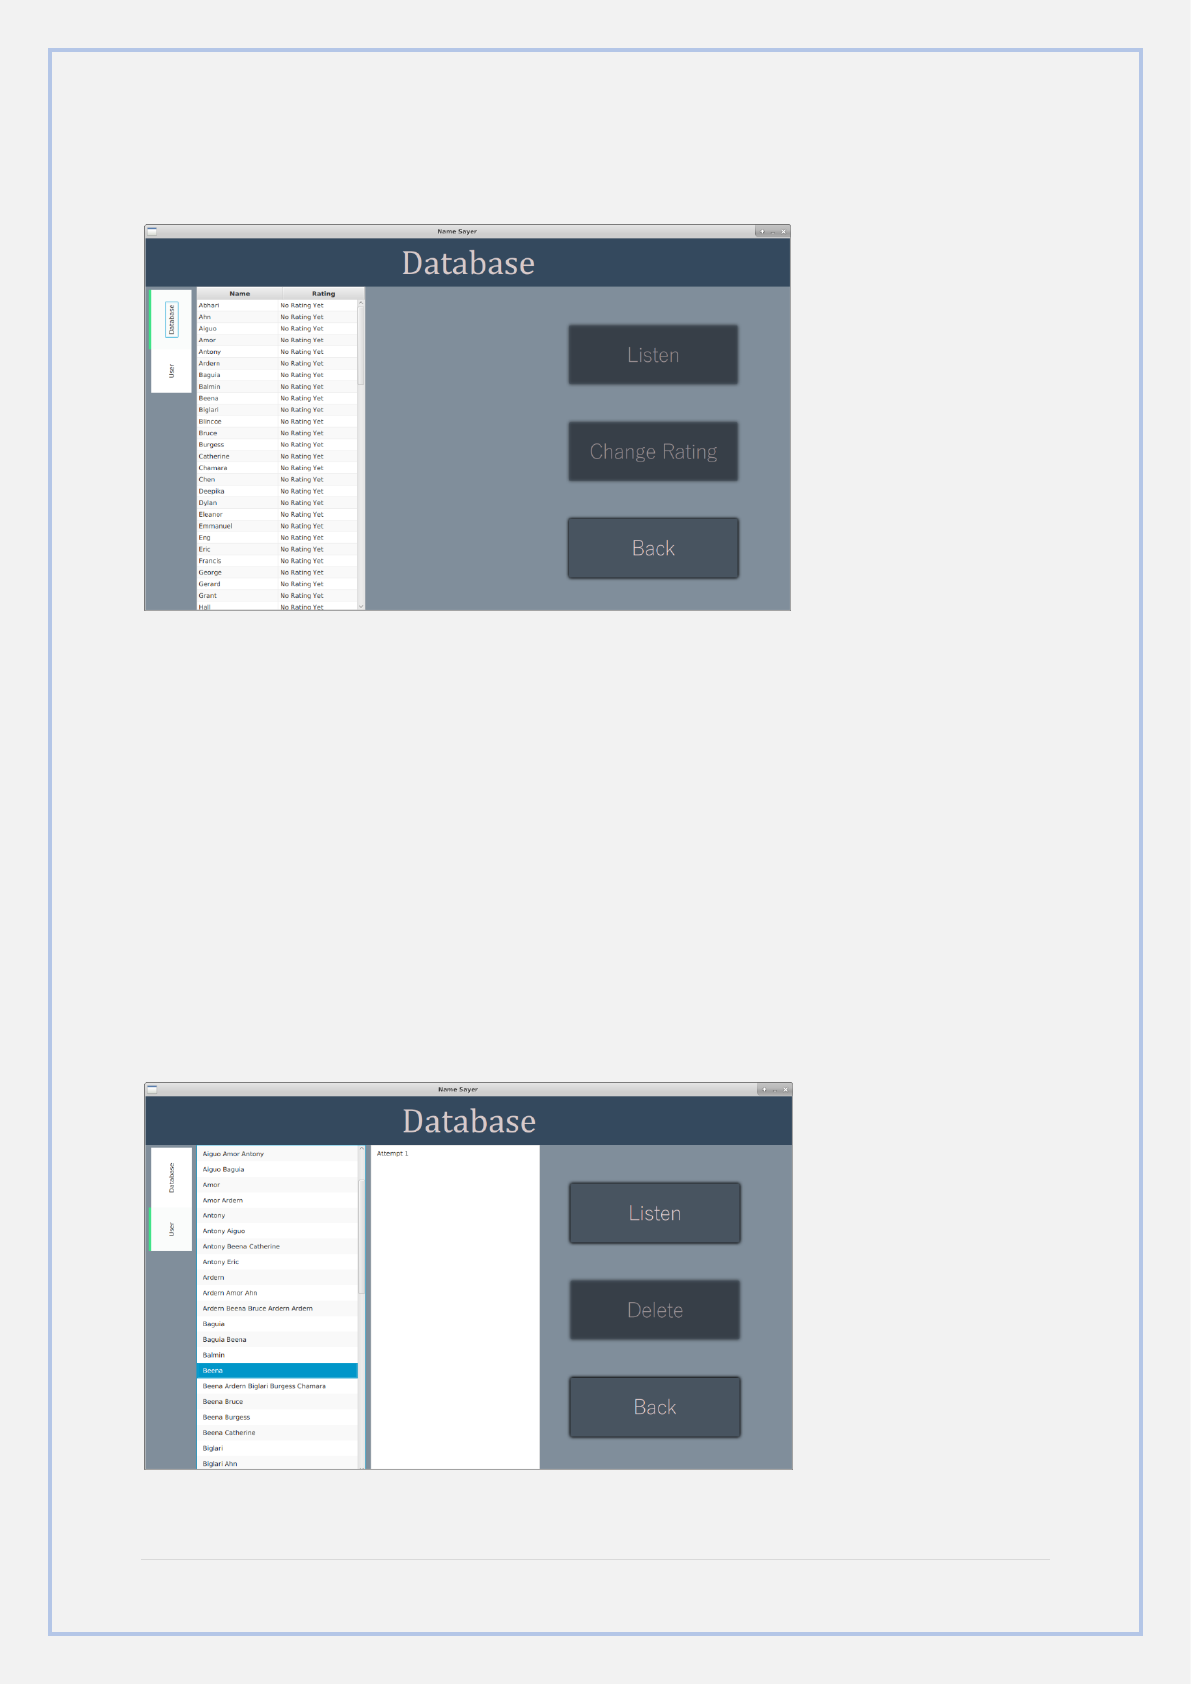 Name Sayer
Database
Database
User
Name Rating
Abhari No Rating Yet
Ahn No Rating Yet
Aiguo No Rating Yet
Amor No Rating Yet
Antony No Rating Yet
Ardern No Rating Yet
Baguia No Rating Yet
Balmin No Rating Yet
Beena No Rating Yet
Biglari No Rating Yet
Blincoe No Rating Yet
Bruce No Rating Yet
Burgess No Rating Yet
Catherine No Rating Yet
Chamara No Rating Yet
Chen No Rating Yet
Deepika No Rating Yet
Dylan No Rating Yet
Eleanor No Rating Yet
Emmanuel No Rating Yet
Eng No Rating Yet
Eric No Rating Yet
Francis No Rating Yet
George No Rating Yet
Gerard No Rating Yet
Grant No Rating Yet
Hall No Rating Yet
Listen
Change Rating
Back
Name Sayer
Database
Database
User
Aiguo Amor Antony
Aiguo Baguia
Amor
Amor Ardern
Antony
Antony Aiguo
Antony Beena Catherine
Antony Eric
Ardern
Ardern Amor Ahn
Ardern Beena Bruce Ardern Ardern
Baguia
Baguia Beena
Balmin
Beena
Beena Ardern Biglari Burgess Chamara
Beena Bruce
Beena Burgess
Beena Catherine
Biglari
Biglari Ahn
Attempt 1
Listen
Delete
Back